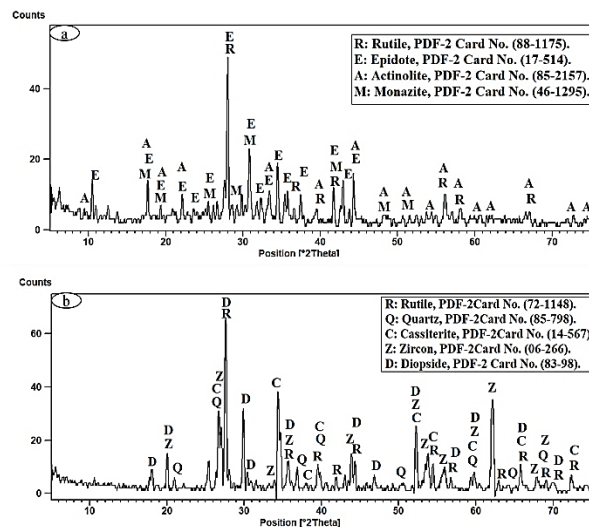 Counts
a
R: Rutile, PDF-2 Card No. (88-1175).
E: Epidote, PDF-2 Card No. (17-514).
A: Actinolite, PDF-2 Card No. (85-2157).
M: Monazite, PDF-2 Card No. (46-1295).
40
20
0
A
E
A
E
M
A
E
M
A
E
E
E
M
E
R
M
E
M
E
A
E
E
E
R
E
A
R
E
M
R
E
A
E
A
M
A
M
A
A
R
A
R
A
A
R
A
A
10
20
30
40
50
60
70
Position [°2Theta]
Counts
b
R: Rutile, PDF-2Card No. (72-1148).
Q: Quartz, PDF-2Card No. (85-798).
C: Cassiterite, PDF-2Card No. (14-567).
Z: Zircon, PDF-2Card No. (06-266).
D: Diopside, PDF-2 Card No. (83-98).
60
40
20
0
D
D
Z
Q
Z
C
Q
D
R
D
D
Z
C
D
Z
R
Q
C
C
Q
R
R
D
Z
D
R
D
Q
D
Z
C
Z
C
R
Z
D
R
D
Z
C
Q
Z
R
Q
D
C
R
Z
Z
Q
R
D
R
C
R
10
20
30
40
50
60
70
Position [°2Theta]